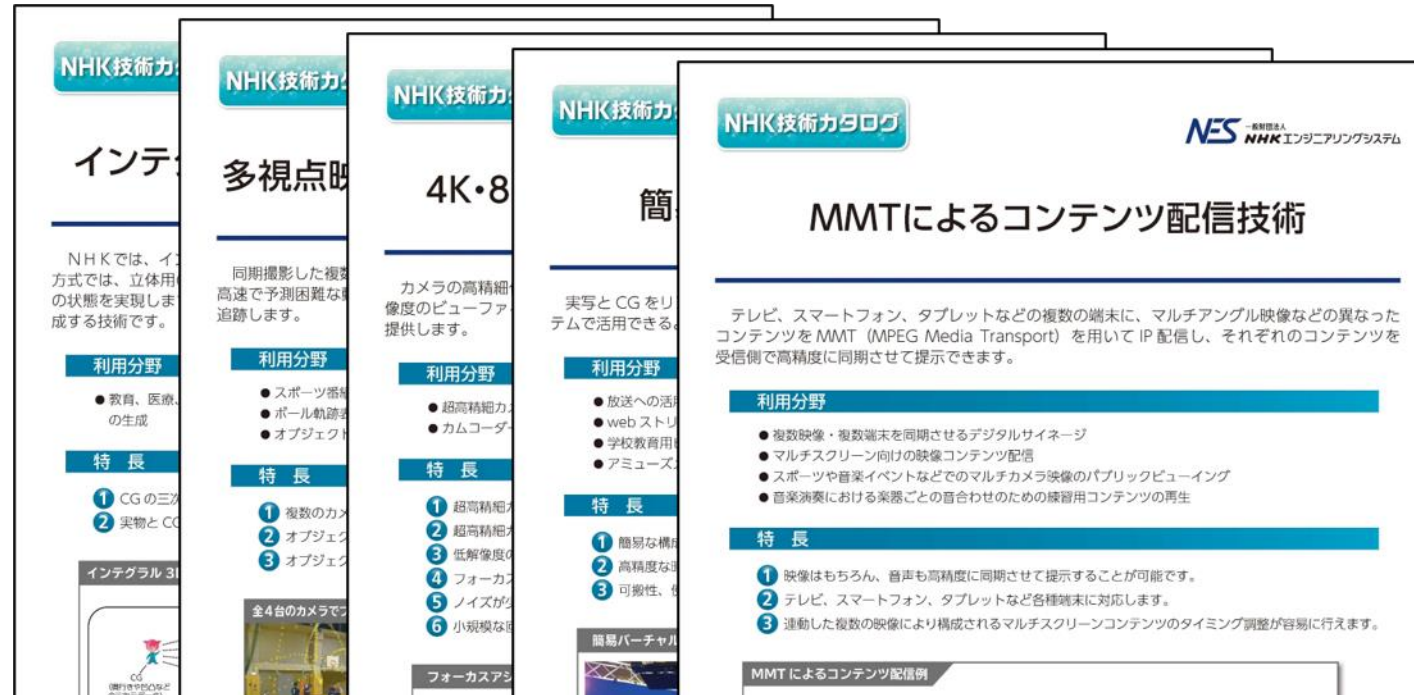 NHK技術カ
インテ
NHKでは、イ
方式では、立体用
の状態を実現しま
成する技術です。
利用分野
● 教育、医療、
の生成
特 長
1 CGの三次
2 実物とCG
インテグラル 3
CG
NHK技術カ
多視点映
同期撮影した複数
高速で予測困難な動
追跡します。
利用分野
● スポーツ番組
● ボール軌跡表
● オブジェクト
特 長
1 複数のカメ
2 オブジェク
3 オブジェク
全4台のカメラでフ
NHK技術カ
4K・8
カメラの高精細
像度のビューファ
提供します。
利用分野
● 超高精細カメ
● カムコーダー
特 長
1 超高精細カ
2 超高精細カ
3 低解像度の
4 フォーカス
5 ノイズが少
6 小規模な回
フォーカスアシ
NHK技術カ
簡
実写とCGをリ
テムで活用できる
利用分野
● 放送への活用
● webストリ
● 学校教育用
● アミューズメ
特 長
1 簡易な構成
2 高精度な
3 可搬性、
簡易バーチャル
NHK技術カタログ
NES 一般財団法人
NHKエンジニアリングシステム
MMTによるコンテンツ配信技術
テレビ、スマートフォン、タブレットなどの複数の端末に、マルチアングル映像などの異なった
コンテンツをMMT（MPEG Media Transport）を用いてIP配信し、それぞれのコンテンツを
受信側で高精度に同期させて提示できます。
利用分野
● 複数映像・複数端末を同期させるデジタルサイネージ
● マルチスクリーン向けの映像コンテンツ配信
● スポーツや音楽イベントなどでのマルチカメラ映像のパブリックビューイング
● 音楽演奏における楽器ごとの音合わせのための練習用コンテンツの再生
特 長
1 映像はもちろん、音声も高精度に同期させて提示することが可能です。
2 テレビ、スマートフォン、タブレットなど各種端末に対応します。
3 連動した複数の映像により構成されるマルチスクリーンコンテンツのタイミング調整が容易に行えます。
MMTによるコンテンツ配信例